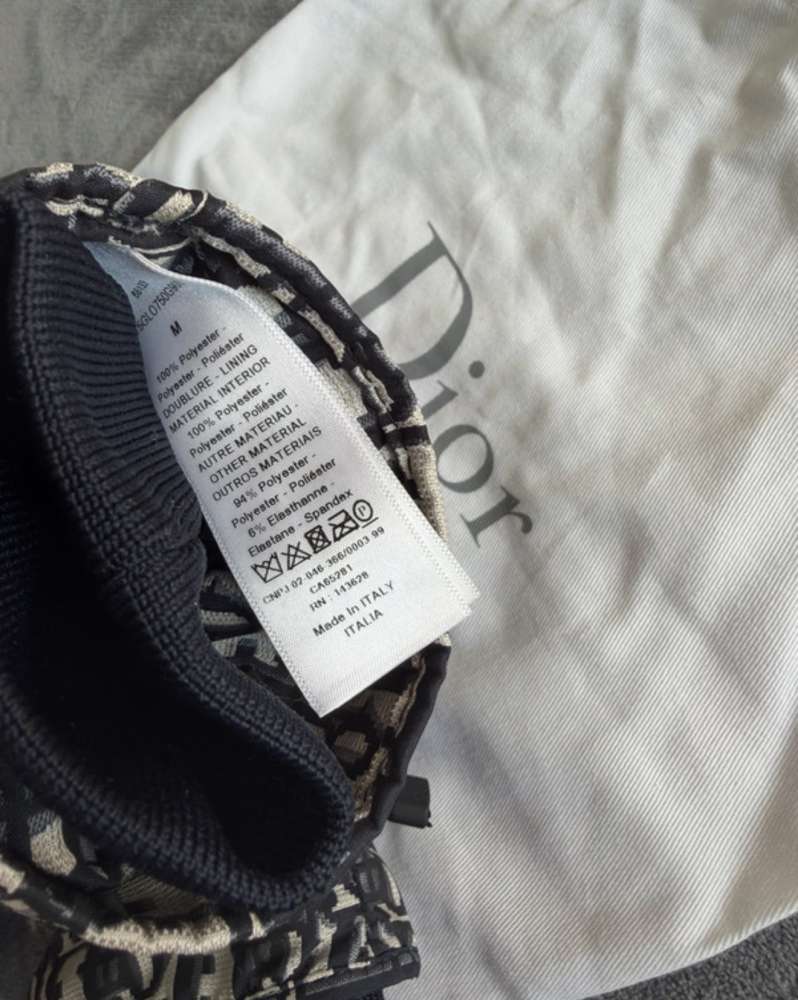 M
100% Polyester -
Polyester - Poliéster
DOUBLURE - LINING
MATERIAL INTERIOR
100% Polyester -
Polyester - Poliéster
AUTRE MATERIAU -
OTHER MATERIAL
OUTROS MATERIAIS
94% Polyester -
Polyester - Poliéster
6% Elasthanne -
Elastane - Spandex
P
CNPJ 02.046 366/0003 99
CA65281
RN : 143628
Made in ITALY
ITALIA
Dior